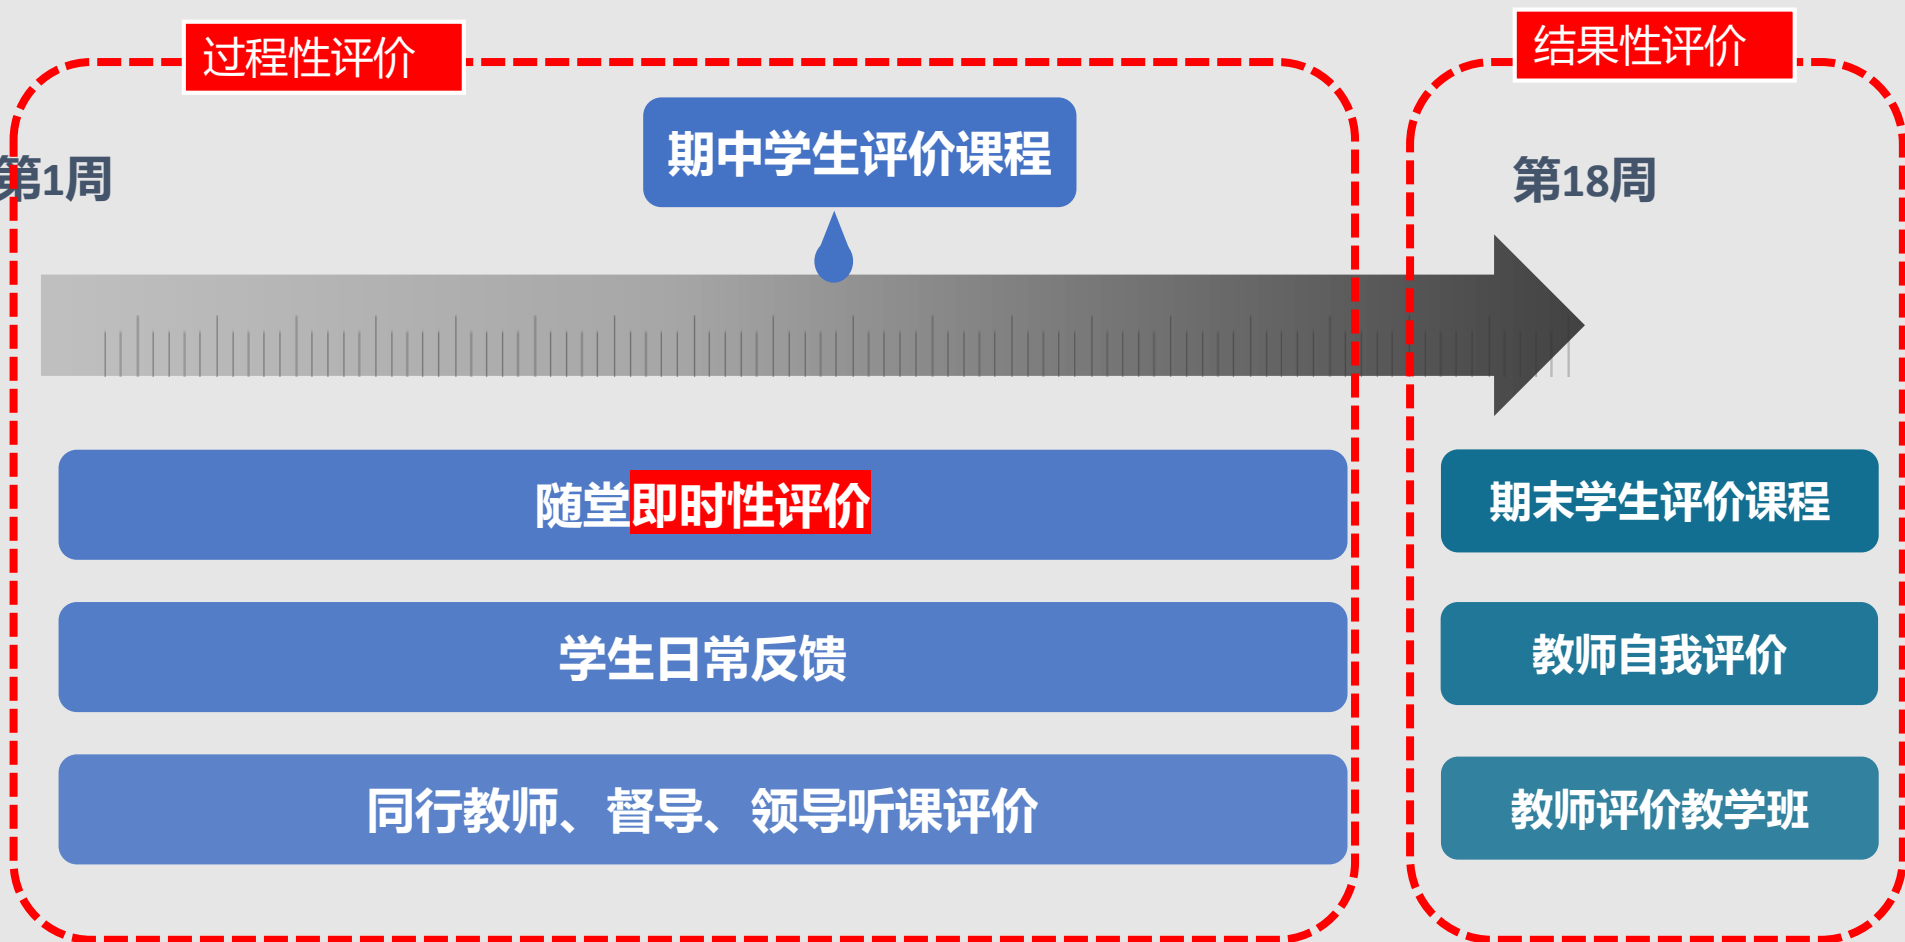 过程性评价
结果性评价
期中学生评价课程
第1周
第18周
随堂即时性评价
期末学生评价课程
学生日常反馈
教师自我评价
同行教师、督导、领导听课评价
教师评价教学班